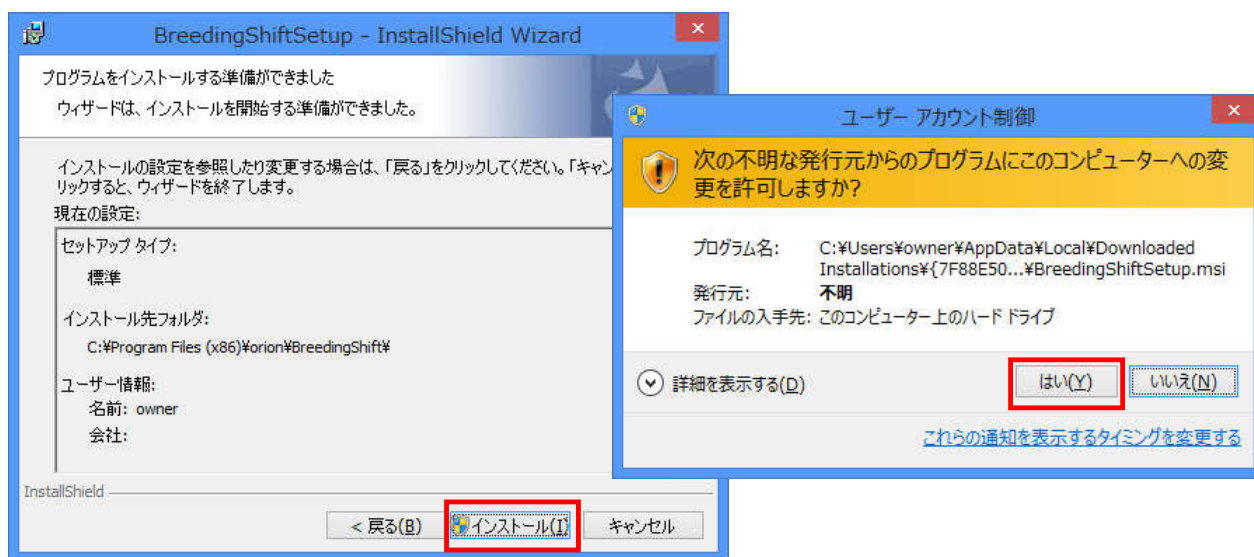 BreedingShiftSetup - InstallShield Wizard
プログラムをインストールする準備ができました
ウィザードは、インストールを開始する準備ができました。
インストールの設定を参照したり変更する場合は、「戻る」をクリックしてください。「キャン
リックすると、ウィザードを終了します。
現在の設定:
セットアップ タイプ:
標準
インストール先フォルダ:
C:¥Program Files (x86)¥orion¥BreedingShift¥
ユーザー情報:
名前: owner
会社:
InstallShield
< 戻る(B)
インストール(I)
キャンセル
ユーザー アカウント制御
次の不明な発行元からのプログラムにこのコンピューターへの変
更を許可しますか?
プログラム名: C:¥Users¥owner¥AppData¥Local¥Downloaded
Installations¥{7F88E50...¥BreedingShiftSetup.msi
発行元: 不明
ファイルの入手先: このコンピューター上のハード ドライブ
詳細を表示する(D)
はい(Y)
いいえ(N)
これらの通知を表示するタイミングを変更する